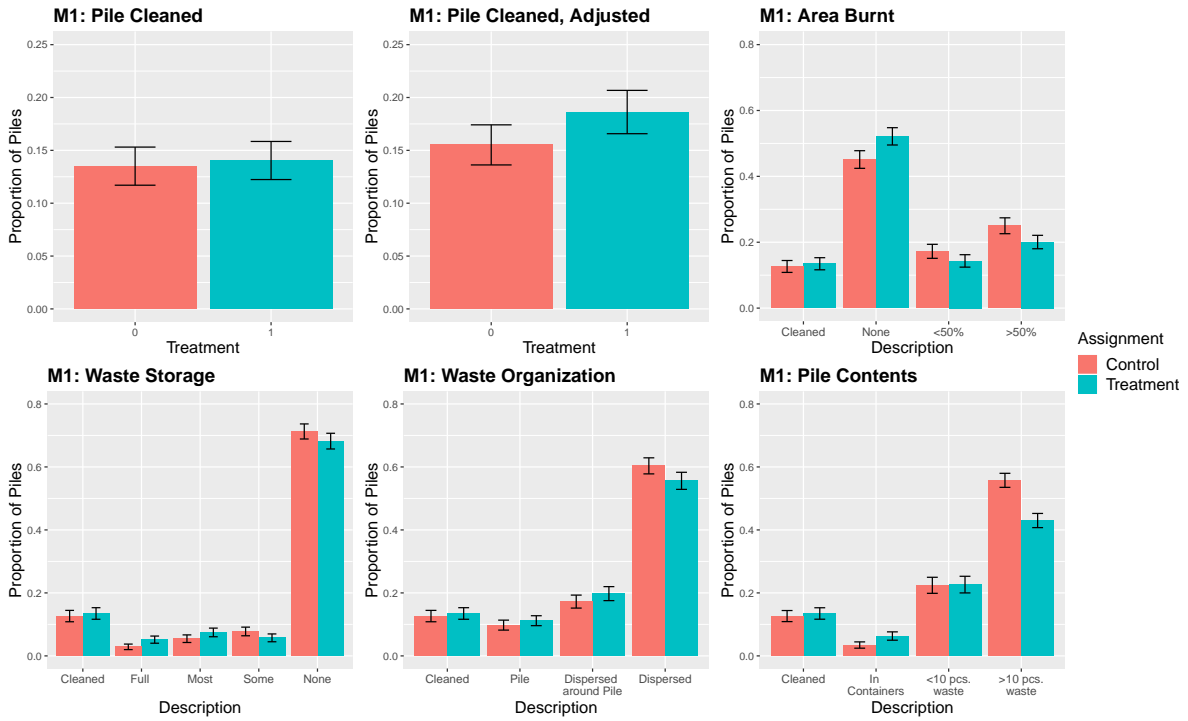 M1: Pile Cleaned
Proportion of Piles
0.25
0.20
0.15
0.10
0.05
0.00
0
1
Treatment
M1: Pile Cleaned, Adjusted
Proportion of Piles
0.25
0.20
0.15
0.10
0.05
0.00
0
1
Treatment
M1: Area Burnt
Proportion of Piles
0.8
0.6
0.4
0.2
0.0
Cleaned
None
<50%
>50%
Description
Assignment
Control
Treatment
M1: Waste Storage
Proportion of Piles
0.8
0.6
0.4
0.2
0.0
Cleaned
Full
Most
Some
None
Description
M1: Waste Organization
Proportion of Piles
0.8
0.6
0.4
0.2
0.0
Cleaned
Pile
Dispersed
around Pile
Dispersed
Description
M1: Pile Contents
Proportion of Piles
0.8
0.6
0.4
0.2
0.0
Cleaned
In
Containers
<10 pcs.
waste
>10 pcs.
waste
Description